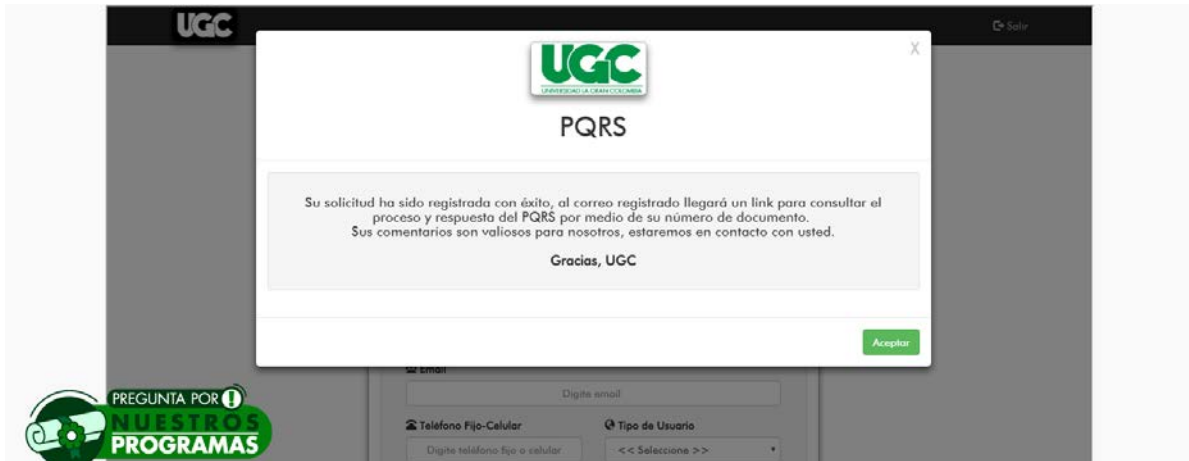 UGC
Salir
X
UGC
UNIVERSIDAD LA GRAN COLOMBIA
PQRS
Su solicitud ha sido registrada con éxito, al correo registrado llegará un link para consultar el
proceso y respuesta del PQRS por medio de su número de documento.
Sus comentarios son valiosos para nosotros, estaremos en contacto con usted.
Gracias, UGC
Aceptar
Email
Digite email
Teléfono Fijo-Celular
Tipo de Usuario
Digite teléfono fijo o celular
<< Seleccione >>
PREGUNTA POR
NUESTROS
PROGRAMAS